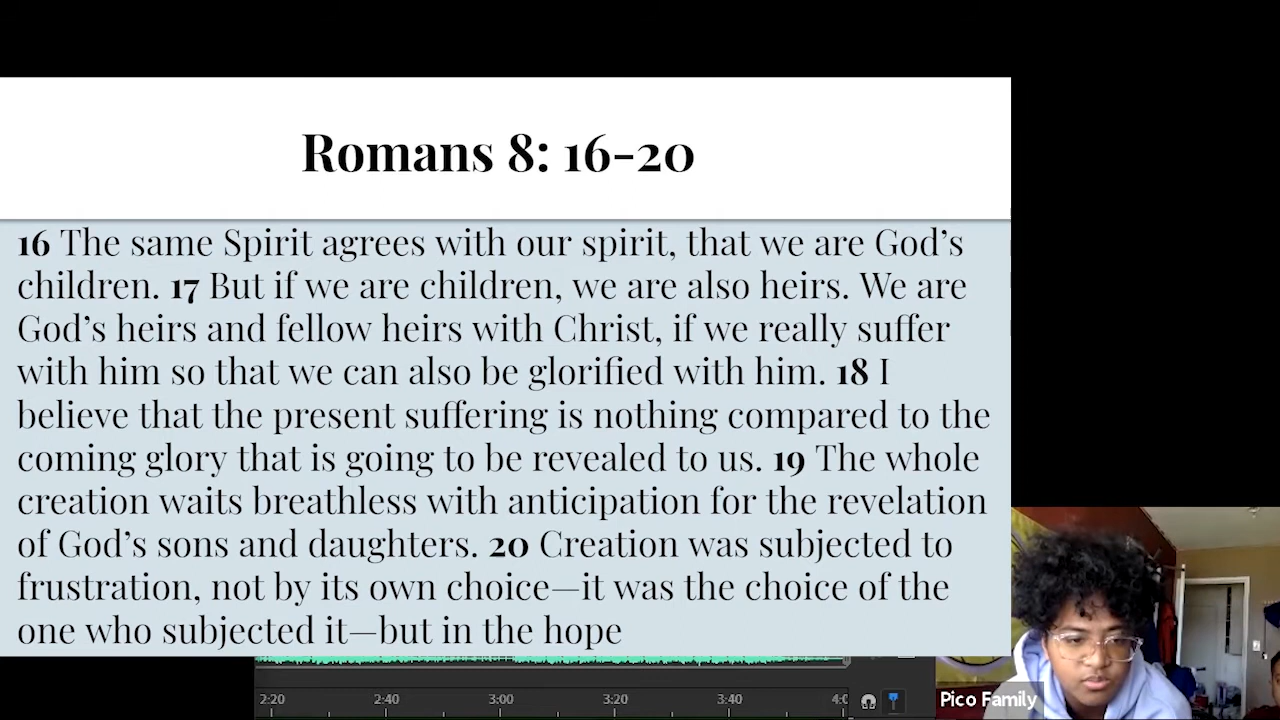 Romans 8: 16-20
16 The same Spirit agrees with our spirit, that we are God's
children. 17 But if we are children, we are also heirs. We are
God's heirs and fellow heirs with Christ, if we really suffer
with him so that we can also be glorified with him. 18 I
believe that the present suffering is nothing compared to the
coming glory that is going to be revealed to us. 19 The whole
creation waits breathless with anticipation for the revelation
of God's sons and daughters. 20 Creation was subjected to
frustration, not by its own choice—it was the choice of the
one who subjected it—but in the hope
2:20 2:40 3:00 3:20 3:40
Pico Family